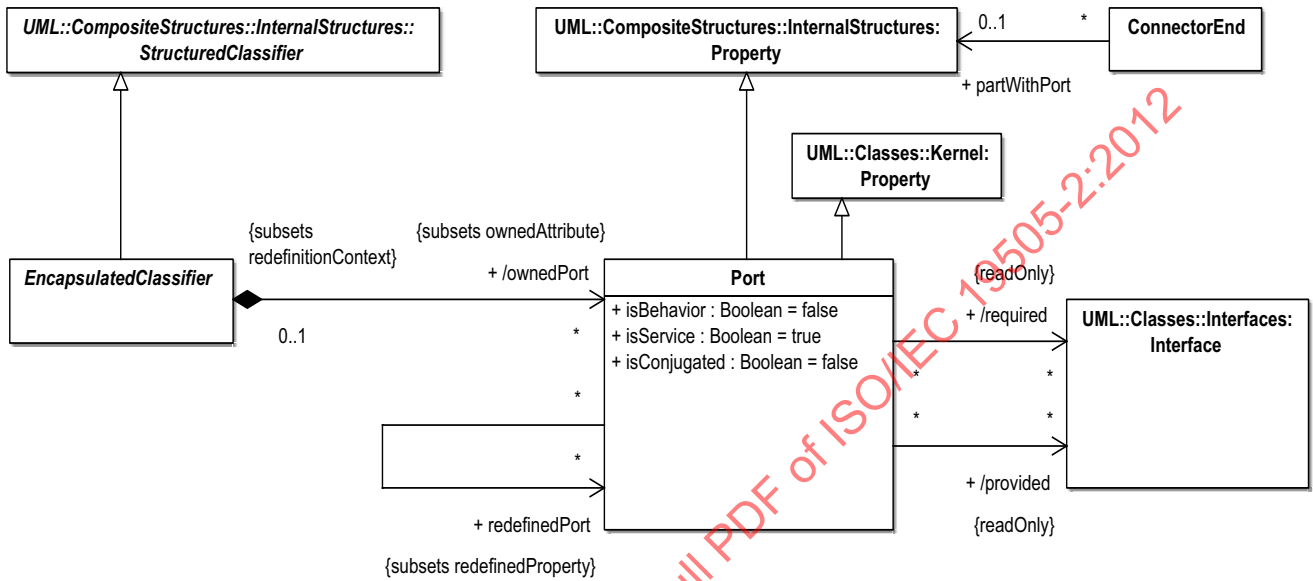 UML::CompositeStructures::InternalStructures::
StructuredClassifier
UML::CompositeStructures::InternalStructures:
Property
0..1
*
ConnectorEnd
+ partWithPort
UML::Classes::Kernel:
Property
{subsets
redefinitionContext}
{subsets ownedAttribute}
+ /ownedPort
EncapsulatedClassifier
0..1
*
Port
+ isBehavior : Boolean = false
+ isService : Boolean = true
+ isConjugated : Boolean = false
{readOnly}
+ /required
UML::Classes::Interfaces:
Interface
*
*
*
*
*
*
+ /provided
{readOnly}
+ redefinedPort
{subsets redefinedProperty}
ull PDF of ISO/IEC 19505-2:2012